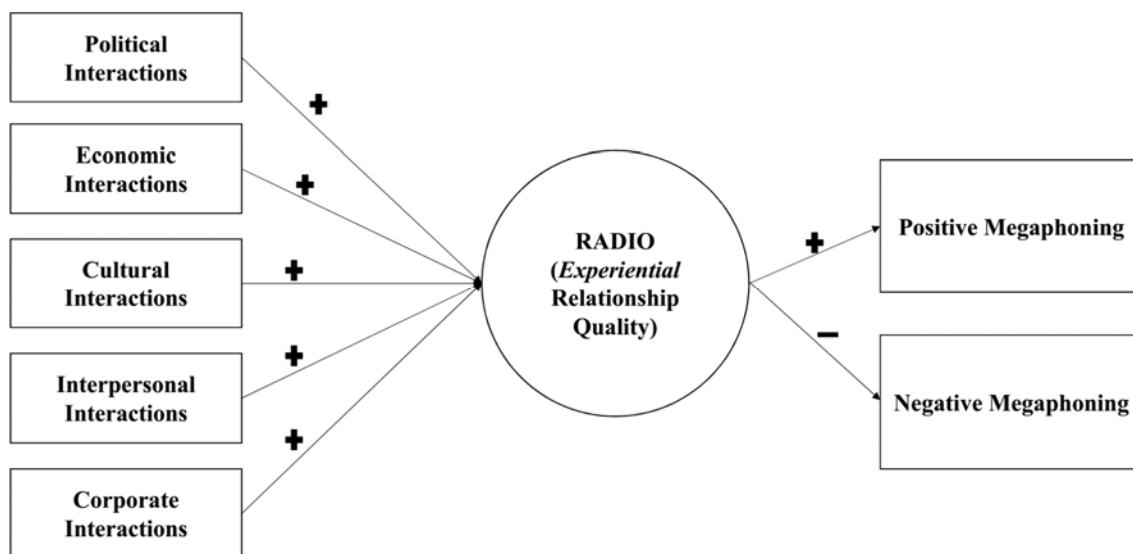 Political
Interactions
Economic
Interactions
Cultural
Interactions
Interpersonal
Interactions
Corporate
Interactions
+
+
+
+
+
RADIO
(Experiential
Relationship
Quality)
+
−
Positive Megaphoning
Negative Megaphoning